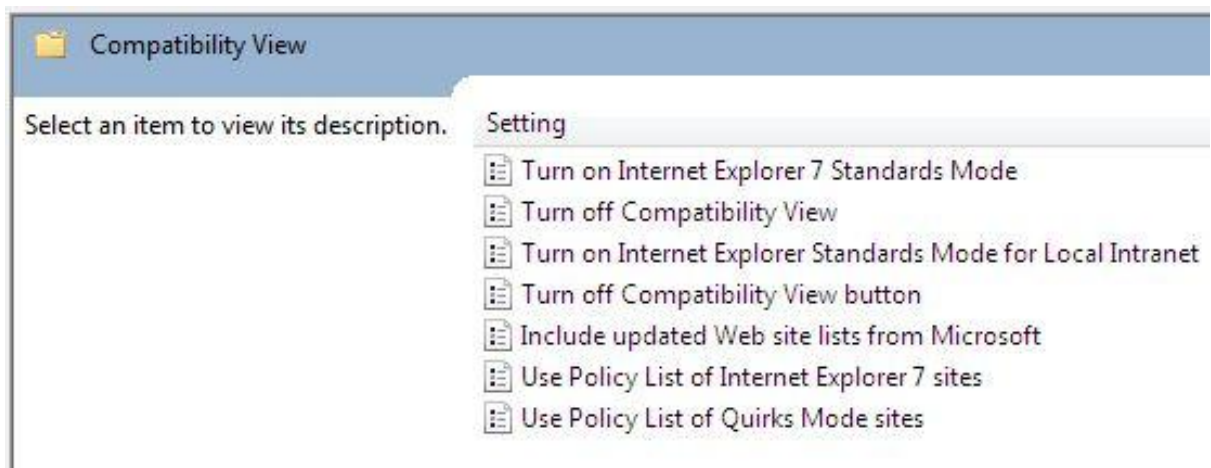 Compatibility View
Select an item to view its description.
Setting
Turn on Internet Explorer 7 Standards Mode
Turn off Compatibility View
Turn on Internet Explorer Standards Mode for Local Intranet
Turn off Compatibility View button
Include updated Web site lists from Microsoft
Use Policy List of Internet Explorer 7 sites
Use Policy List of Quirks Mode sites